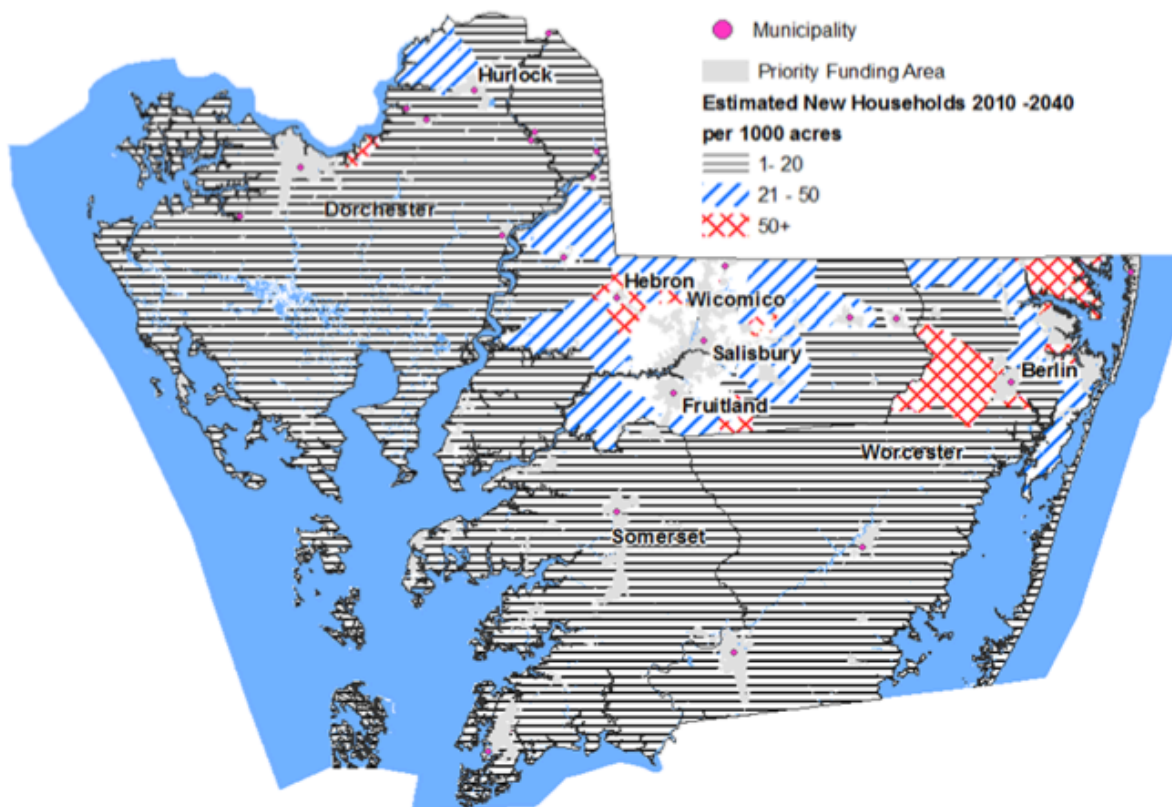 Municipality
Priority Funding Area
Estimated New Households 2010 -2040
per 1000 acres
1- 20
21 - 50
50+
Hurlock
Dorchester
Hebron
Wicomico
Salisbury
Berlin
Fruitland
Worcester
Somerset